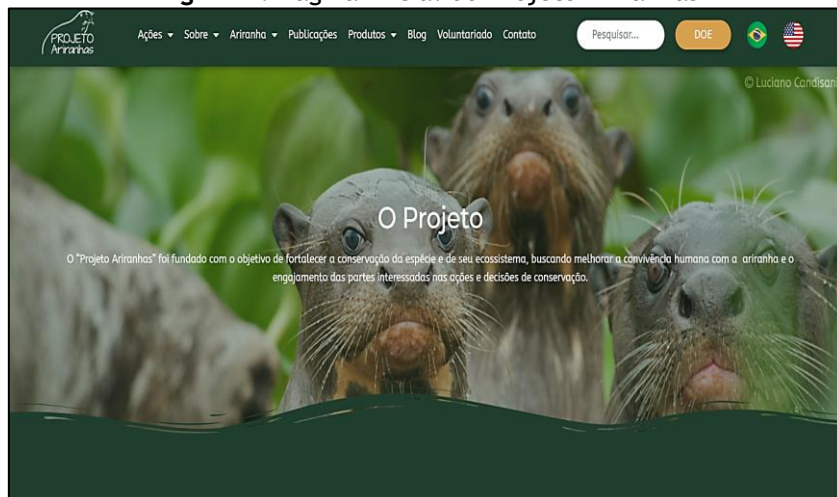 PROJETO
Ariranhas
Ações
Sobre
Ariranha
Publicações
Produtos
Blog
Voluntariado
Contato
Pesquisar...
DOE
© Luciano Candisani
O Projeto
O “Projeto Ariranhas” foi fundado com o objetivo de fortalecer a conservação da espécie e de seu ecossistema, buscando melhorar a convivência humana com a ariranha e o
engajamento das partes interessadas nas ações e decisões de conservação.